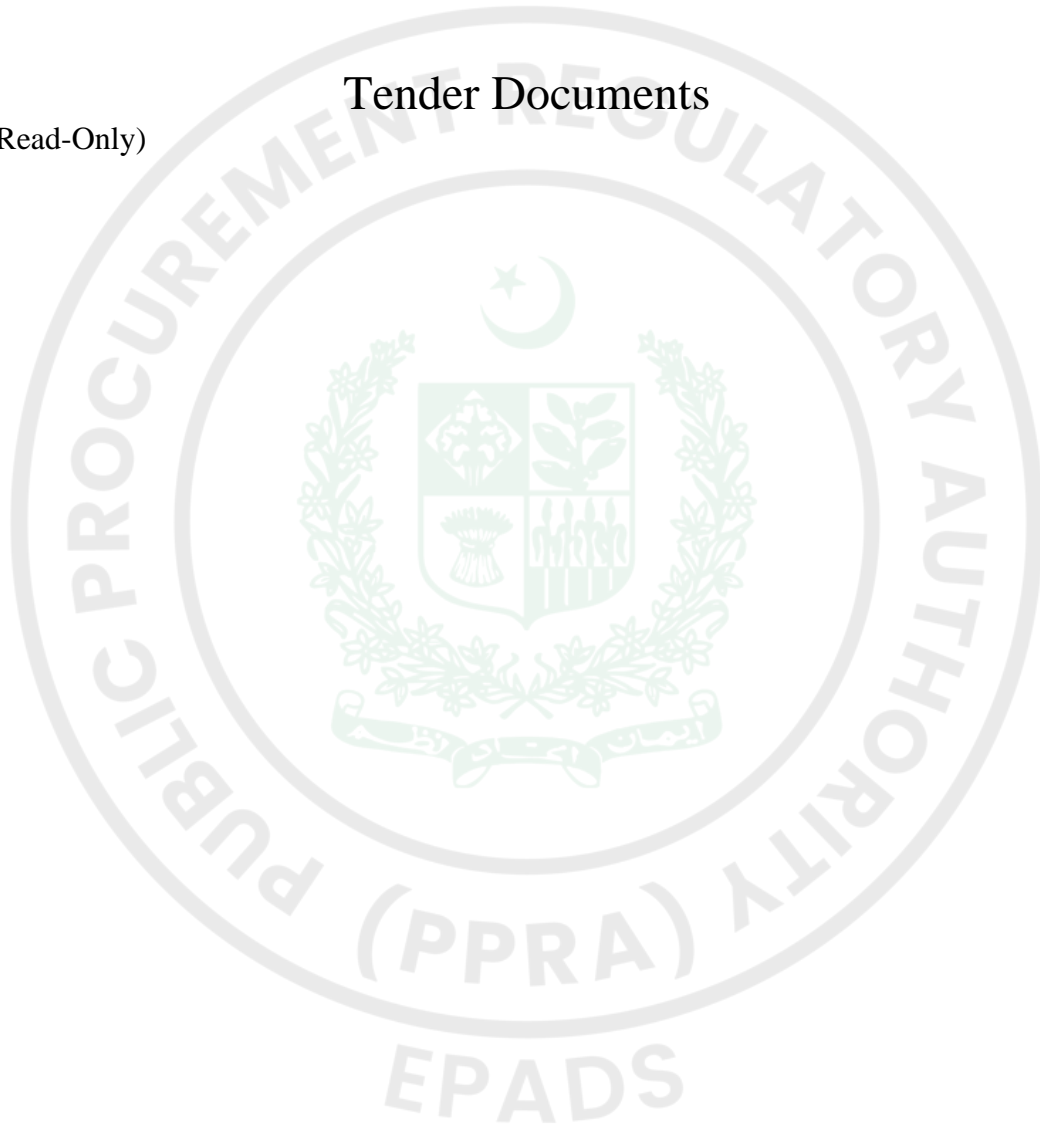 Tender Documents
Read-Only)
PUBLIC PROCUREMENT REGULATORY AUTHORITY
(PPRA)
EPADS